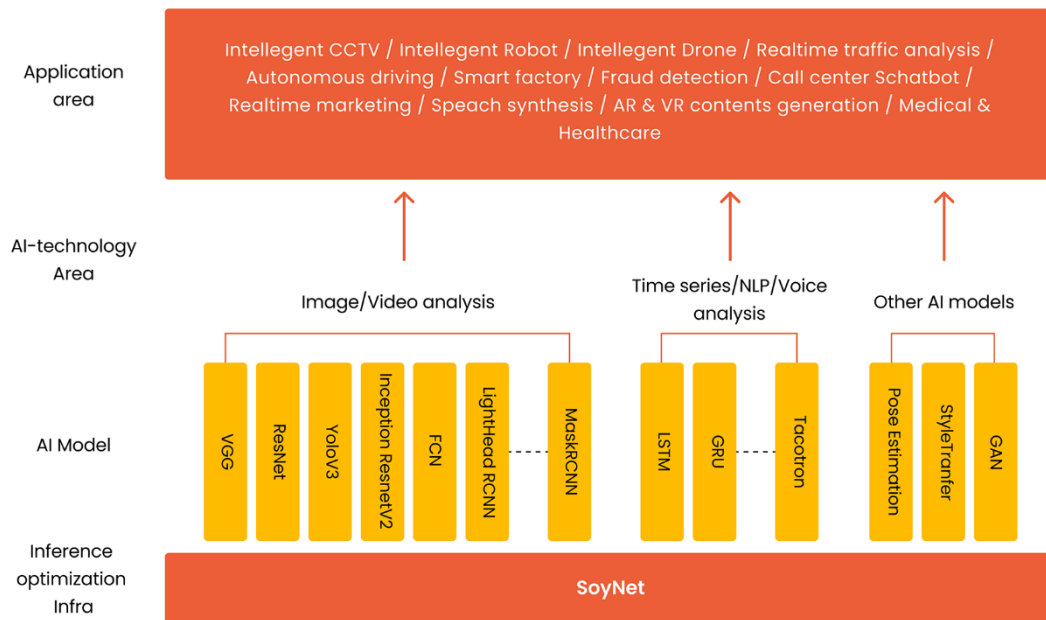 Application
area
Intellegent CCTV / Intellegent Robot / Intellegent Drone / Realtime traffic analysis /
Autonomous driving / Smart factory / Fraud detection / Call center Schatbot /
Realtime marketing / Speach synthesis / AR & VR contents generation / Medical &
Healthcare
AI-technology
Area
Image/Video analysis
Time series/NLP/Voice
analysis
Other AI models
AI Model
VGG
ResNet
YoloV3
Inception ResnetV2
FCN
LightHead RCNN
MaskRCNN
LSTM
GRU
Tacotron
Pose Estimation
StyleTranfer
GAN
Inference
optimization
Infra
SoyNet